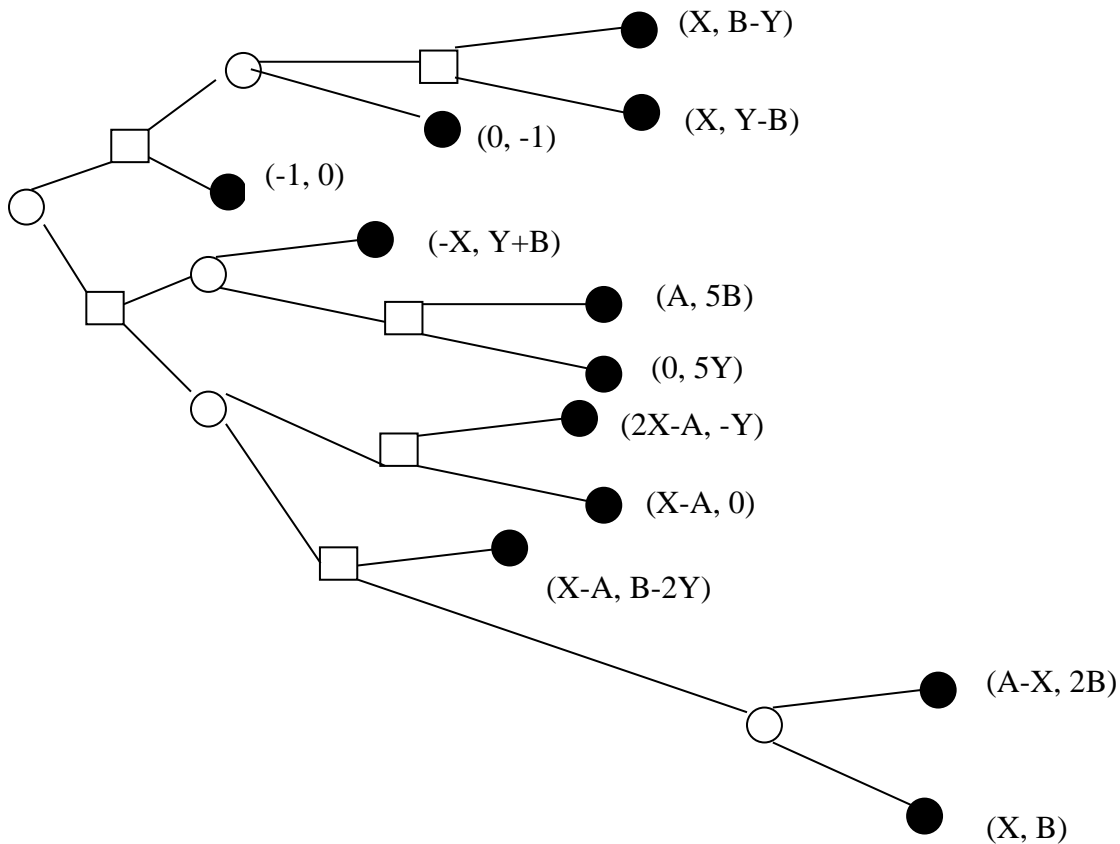 (X, B-Y)
(X, Y-B)
(0, -1)
(-1, 0)
(-X, Y+B)
(A, 5B)
(0, 5Y)
(2X-A, -Y)
(X-A, 0)
(X-A, B-2Y)
(A-X, 2B)
(X, B)